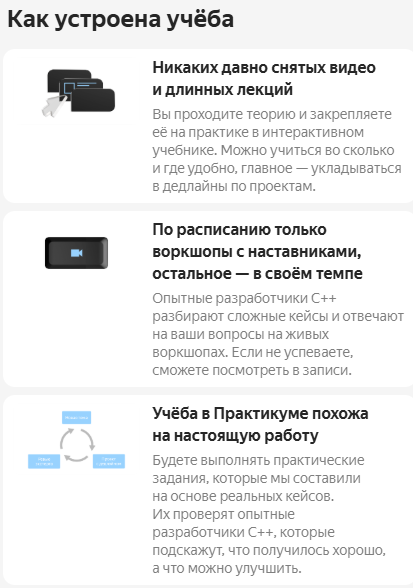 Как устроена учёба
Никаких давно снятых видео
и длинных лекций
Вы проходите теорию и закрепляете
её на практике в интерактивном
учебнике. Можно учиться во сколько
и где удобно, главное — укладываться
в дедлайны по проектам.
По расписанию только
воркшопы с наставниками,
остальное — в своём темпе
Опытные разработчики C++
разбирают сложные кейсы и отвечают
на ваши вопросы на живых
воркшопах. Если не успеваете,
сможете посмотреть в записи.
Учёба в Практикуме похожа
на настоящую работу
Будете выполнять практические
задания, которые мы составили
на основе реальных кейсов.
Их проверят опытные
разработчики C++, которые
подскажут, что получилось хорошо,
а что можно улучшить.